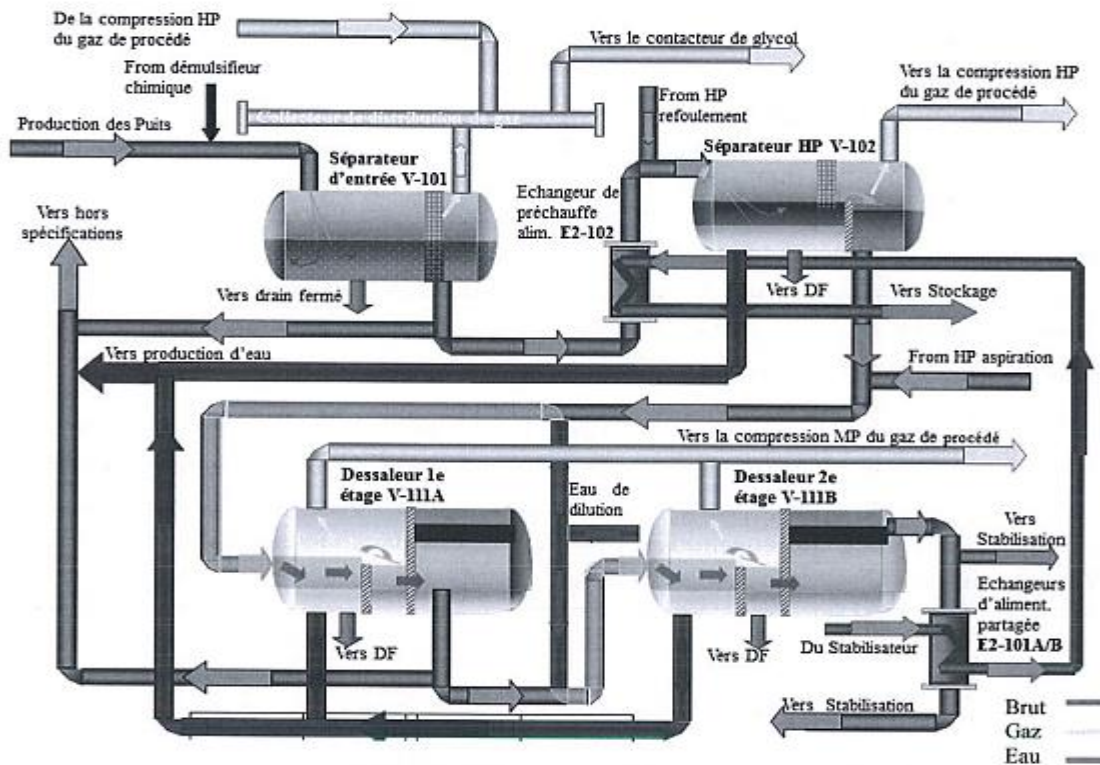 De la compression HP
du gaz de procédé
Vers le contacteur de glycol
From démulsifieur
chimique
From HP
refoulement
Vers la compression HP
du gaz de procédé
Production des Puits
Collecteur de distribution de gaz
Séparateur
d'entrée V-101
Séparateur HP V-102
Vers hors
spécifications
Echangeur de
préchauffe
alim. E2-102
Vers drain fermé
Vers DF
Vers Stockage
Vers production d'eau
From HP aspiration
Vers la compression MP du gaz de procédé
Dessaleur 1e
étage V-111A
Eau de
dilution
Dessaleur 2e
étage V-111B
Vers
Stabilisation
Echangeurs
d'aliment.
partagée
E2-101A/B
Vers DF
Vers DF
Du Stabilisateur
Vers Stabilisation
Brut
Gaz
Eau